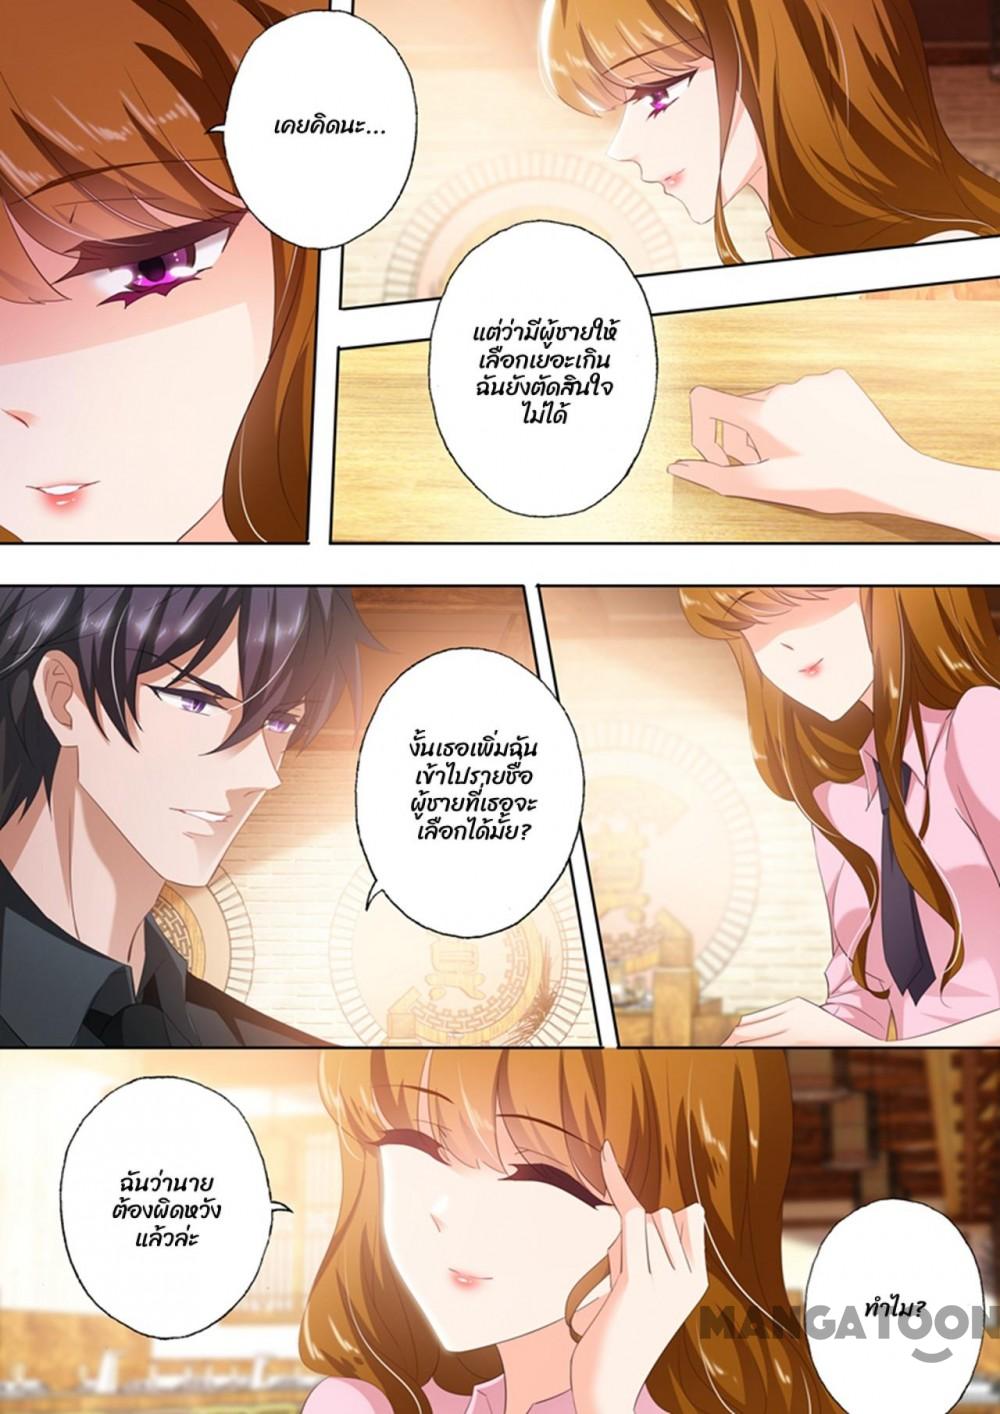 เคยคิดนะ...
แต่ว่ามีผู้ชายให้
เลือกเยอะเกิน
ฉันยังตัดสินใจ
ไม่ได้
งั้นเธอเพิ่มฉัน
เข้าไปรายชื่อ
ผู้ชายที่เธอจะ
เลือกได้มั้ย?
ฉันว่านาย
ต้องผิดหวัง
แล้วล่ะ
ทำไม?
MANGATOON